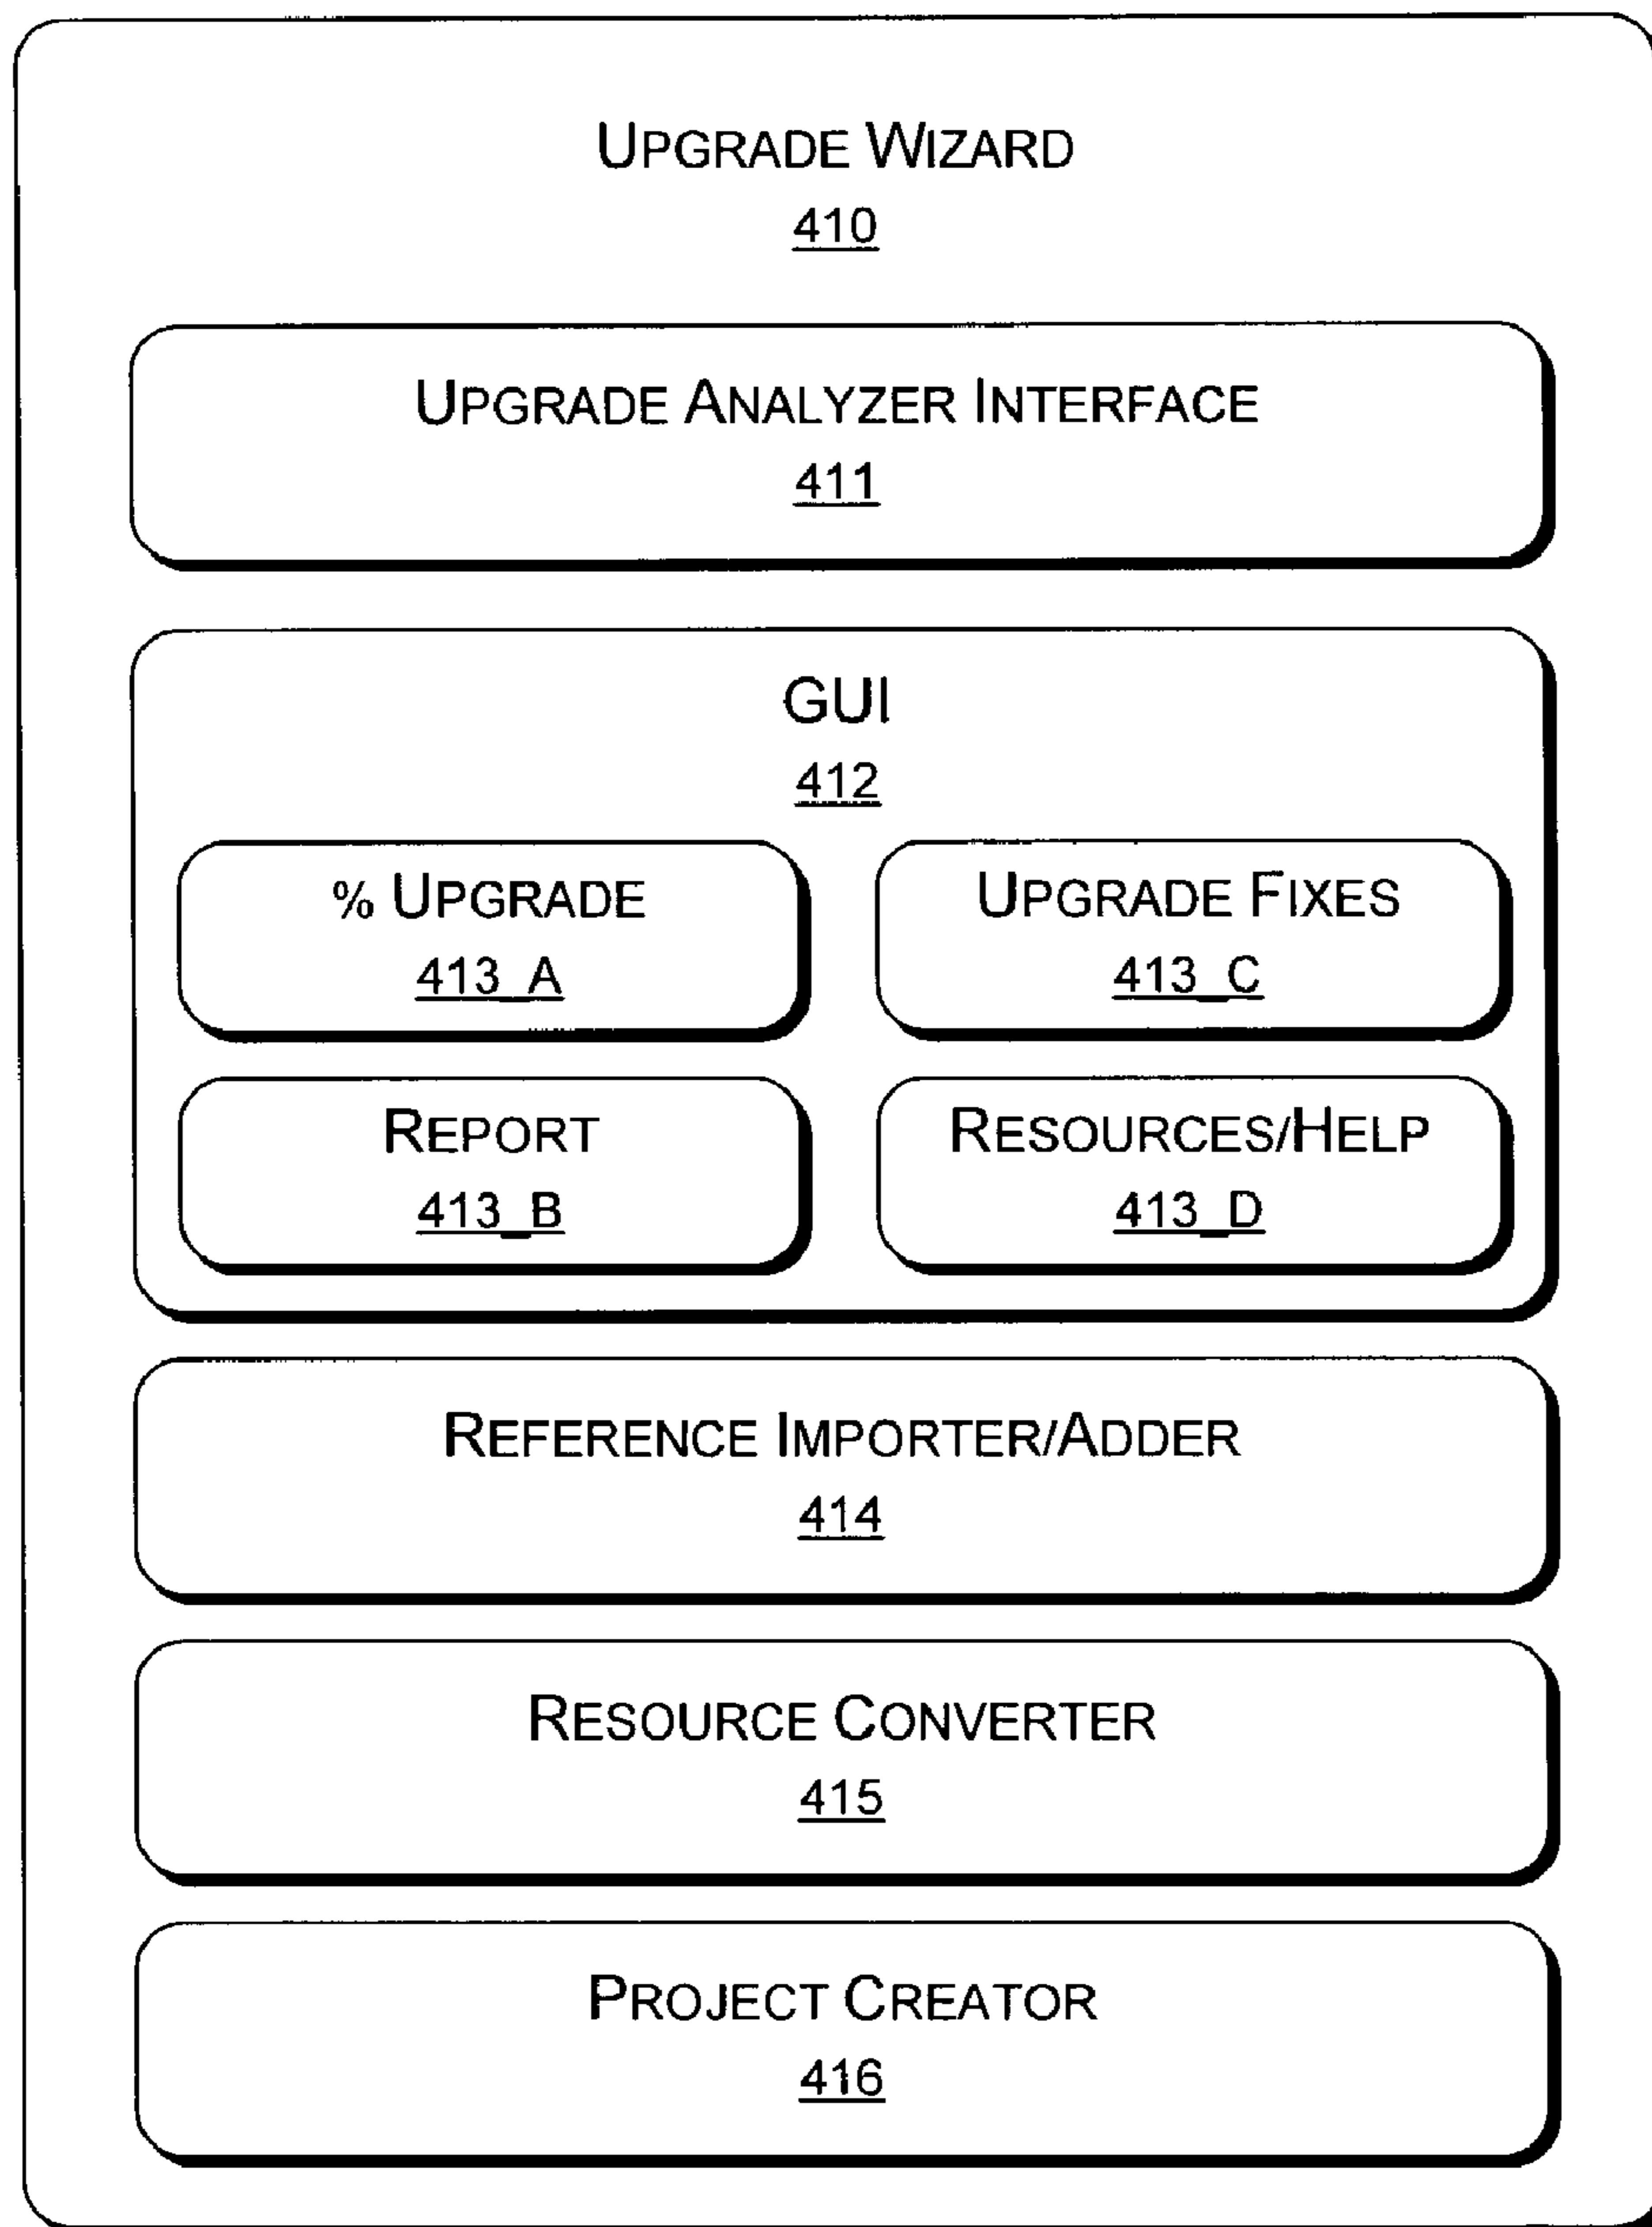 UPGRADE WIZARD
410
UPGRADE ANALYZER INTERFACE
411
GUI
412
% UPGRADE
413_A
UPGRADE FIXES
413_C
REPORT
413_B
RESOURCES/HELP
413_D
REFERENCE IMPORTER/ADDER
414
RESOURCE CONVERTER
415
PROJECT CREATOR
416